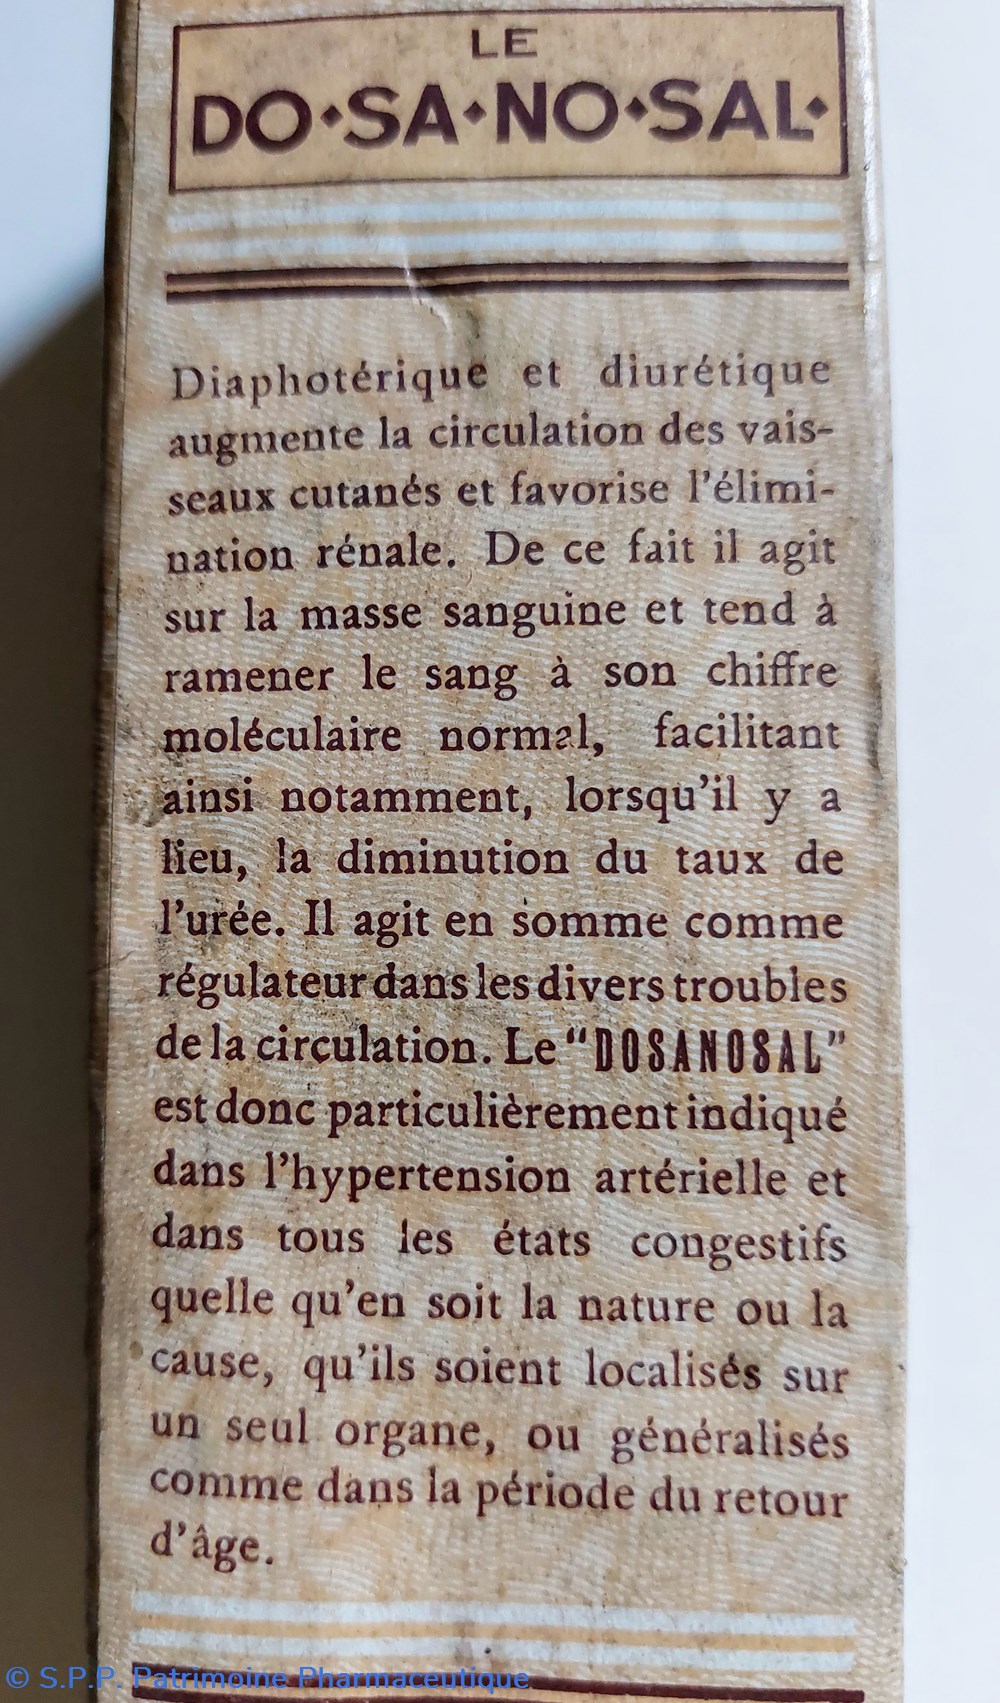 LE
DO·SA·NO·SAL·
Diaphotérique et diurétique
augmente la circulation des vais-
seaux cutanés et favorise l'élimi-
nation rénale. De ce fait il agit
sur la masse sanguine et tend à
ramener le sang à son chiffre
moléculaire normal, facilitant
ainsi notamment, lorsqu'il y a
lieu, la diminution du taux de
l'urée. Il agit en somme comme
régulateur dans les divers troubles
de la circulation. Le "DOSANOSAL"
est donc particulièrement indiqué
dans l'hypertension artérielle et
dans tous les états congestifs
quelle qu'en soit la nature ou la
cause, qu'ils soient localisés sur
un seul organe, ou généralisés
comme dans la période du retour
d'âge.
© S.P.P. Patrimoine Pharmaceutique